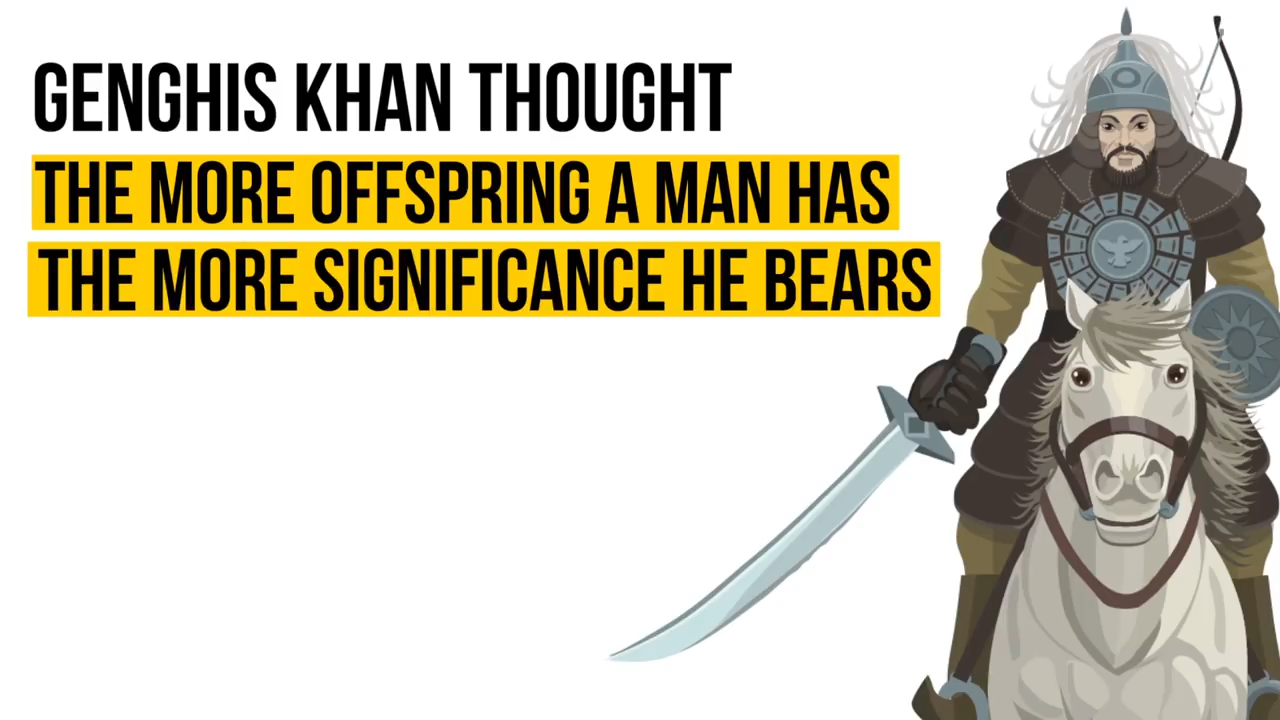 GENGHIS KHAN THOUGHT
THE MORE OFFSPRING A MAN HAS
THE MORE SIGNIFICANCE HE BEARS